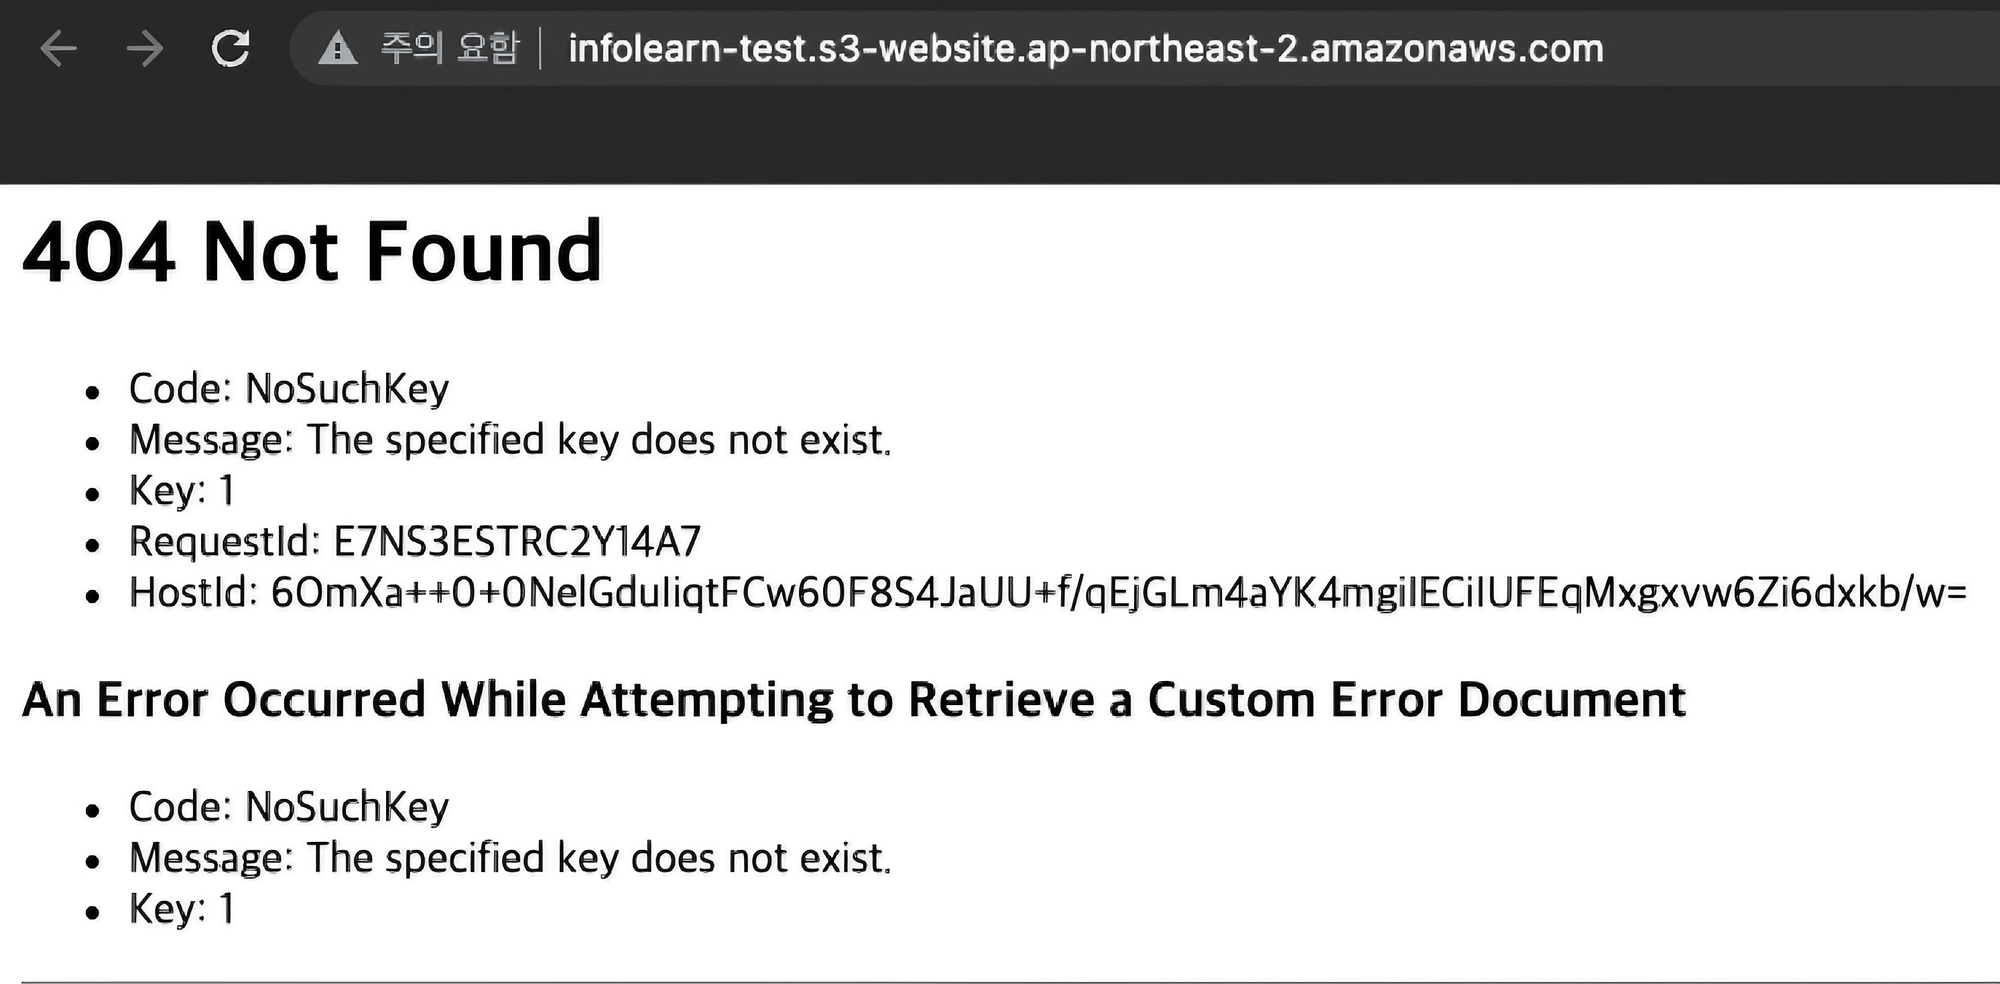 주의 요함 infolearn-test.s3-website.ap-northeast-2.amazonaws.com
404 Not Found
• Code: NoSuchKey
• Message: The specified key does not exist.
• Key: 1
• RequestId: E7NS3ESTRC2Y14A7
• HostId: 6OmXa++0+0NelGduIiqtFCw60F8S4JaUU+f/qEjGLm4aYK4mgilECiIUFEqMxgxvw6Zi6dxkb/w=
An Error Occurred While Attempting to Retrieve a Custom Error Document
• Code: NoSuchKey
• Message: The specified key does not exist.
• Key: 1